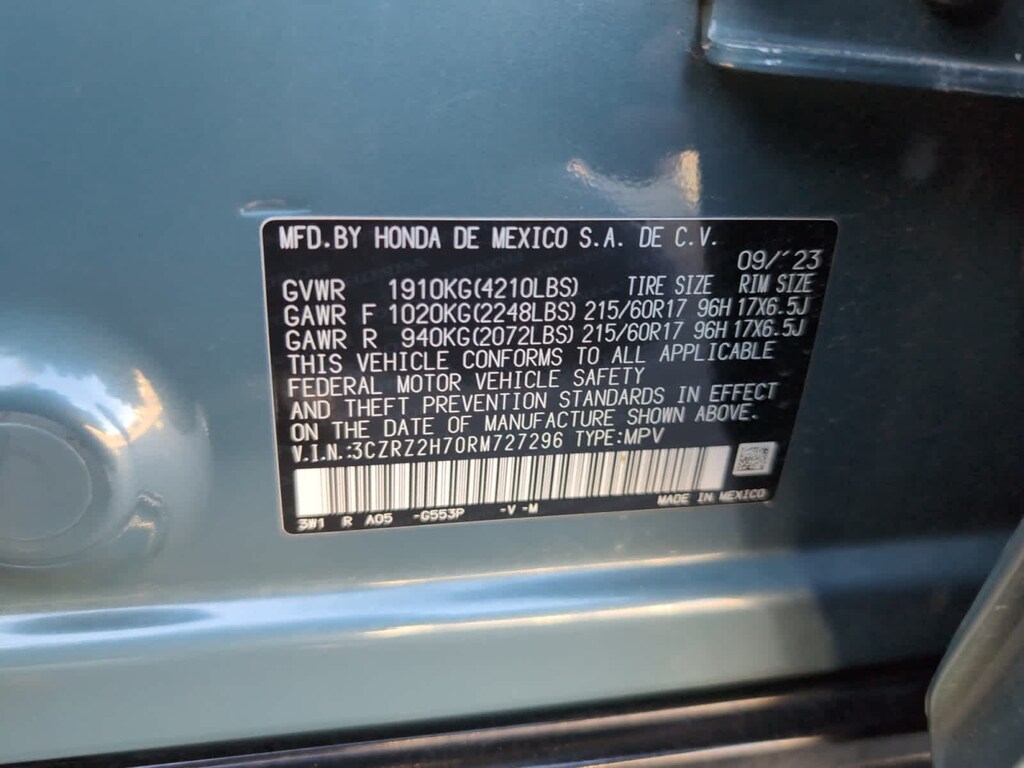 MFD.BY HONDA DE MEXICO S.A. DE C.V.
09/'23
GVWR 1910KG(4210LBS) TIRE SIZE RIM SIZE
GAWR F 1020KG(2248LBS) 215/60R17 96H 17X6.5J
GAWR R 940KG(2072LBS) 215/60R17 96H 17X6.5J
THIS VEHICLE CONFORMS TO ALL APPLICABLE
FEDERAL MOTOR VEHICLE SAFETY
AND THEFT PREVENTION STANDARDS IN EFFECT
ON THE DATE OF MANUFACTURE SHOWN ABOVE.
V.I.N.:3CZRZ2H70RM727296 TYPE:MPV
MADE IN MEXICO
3W1 R A05 -G553P -V -M